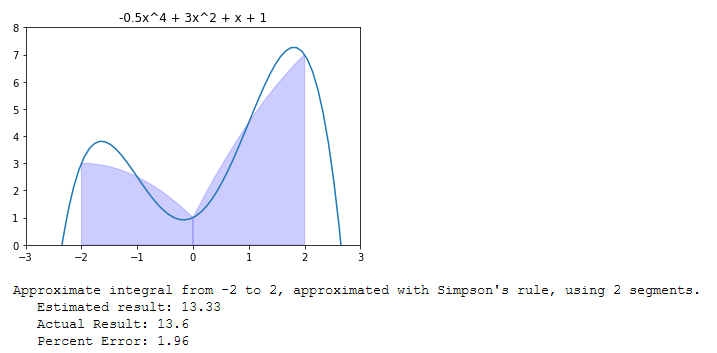 -0.5x^4 + 3x^2 + x + 1
8
7
6
5
4
3
2
1
0
−3 −2 −1 0 1 2 3
Approximate integral from -2 to 2, approximated with Simpson's rule, using 2 segments.
Estimated result: 13.33
Actual Result: 13.6
Percent Error: 1.96